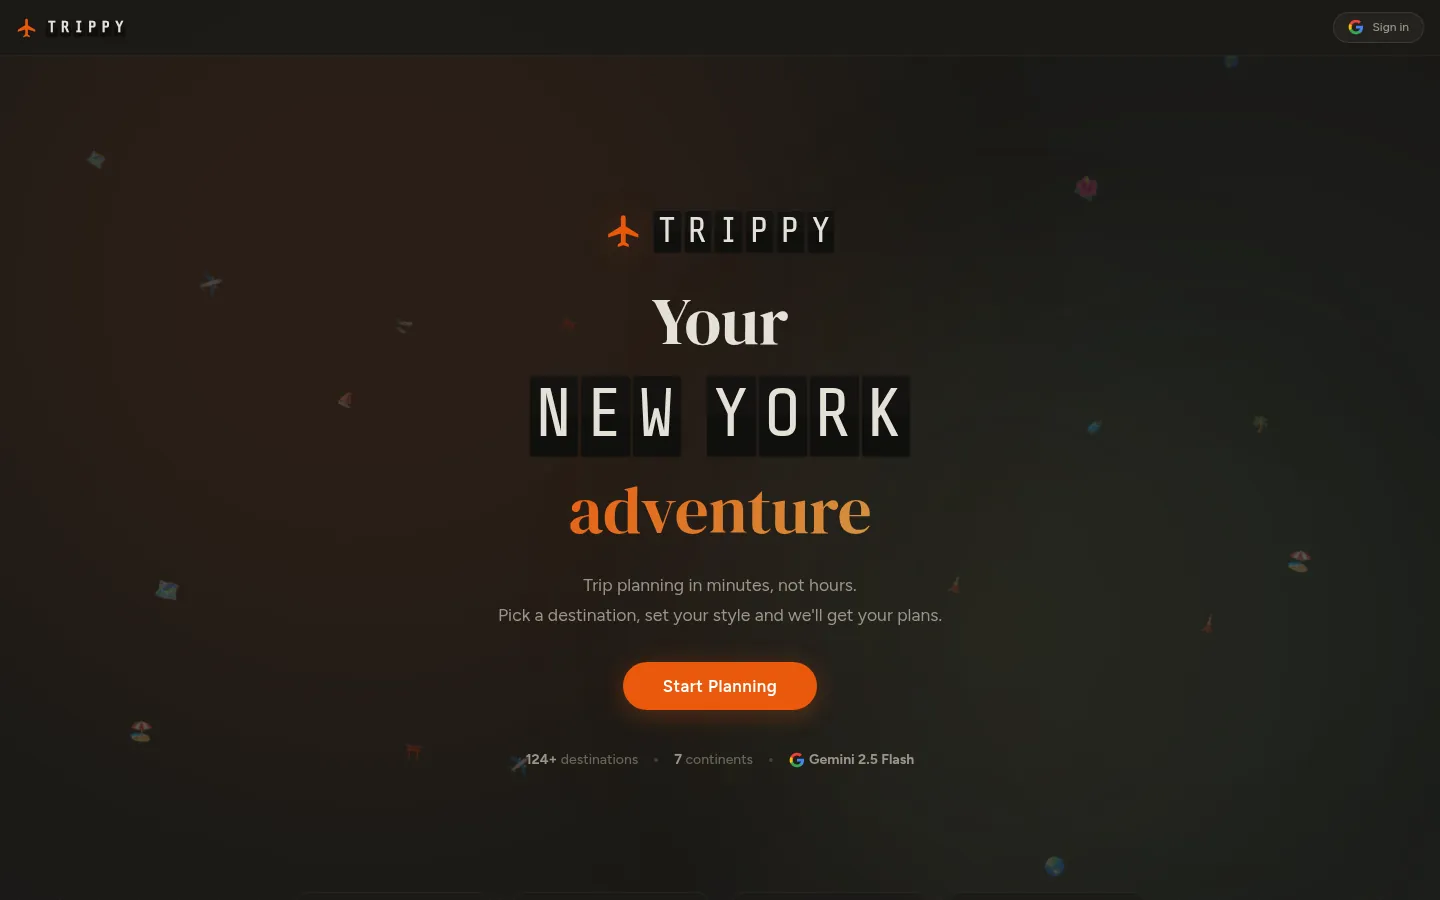 TRIPPY
Sign in
TRIPPY
Your
NEW YORK
adventure
Trip planning in minutes, not hours.
Pick a destination, set your style and we'll get your plans.
Start Planning
124+ destinations • 7 continents • Gemini 2.5 Flash